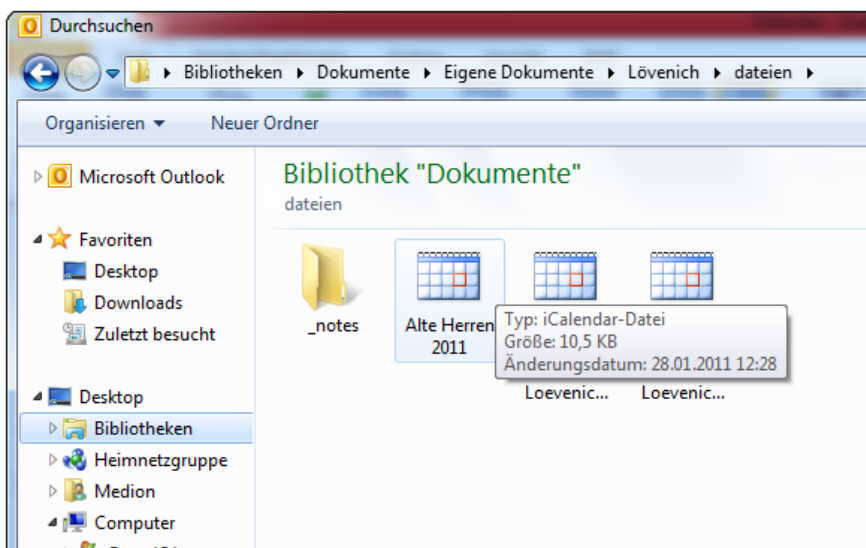 Durchsuchen
Bibliotheken Dokumente Eigene Dokumente Lövenich dateien
Organisieren Neuer Ordner
Microsoft Outlook
Favoriten
Desktop
Downloads
Zuletzt besucht
Desktop
Bibliotheken
Heimnetzgruppe
Medion
Computer
Bibliothek "Dokumente"
dateien
_notes
Alte Herren
2011
Typ: iCalendar-Datei
Größe: 10,5 KB
Änderungsdatum: 28.01.2011 12:28
Loevenic... Loevenic...